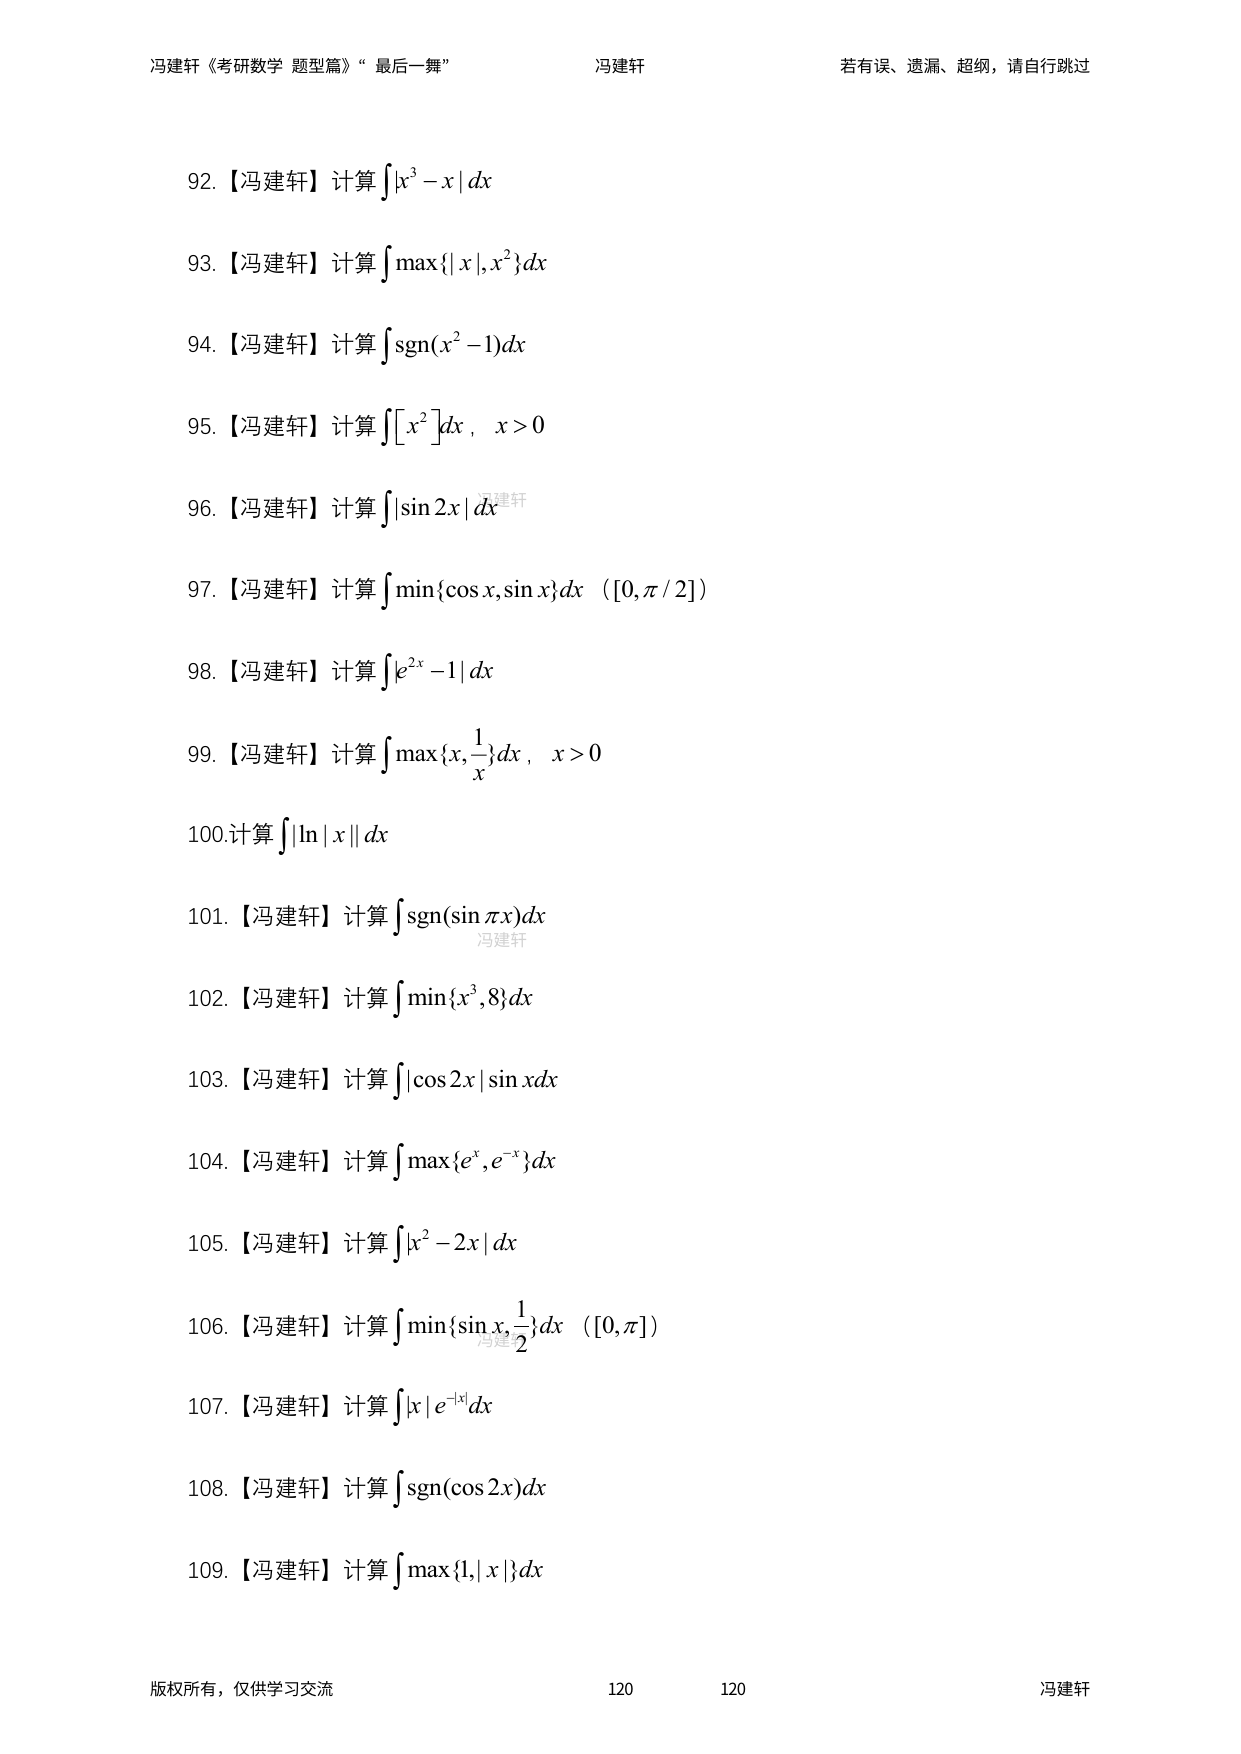 冯建轩《考研数学 题型篇》“ 最后一舞” 冯建轩 若有误、遗漏、超纲，请自行跳过
92.【冯建轩】计算∫|x³ − x| dx
93.【冯建轩】计算∫max{| x |, x²}dx
94.【冯建轩】计算∫sgn(x² −1)dx
95.【冯建轩】计算∫[x²]dx， x > 0
96.【冯建轩】计算∫|sin 2x| dx
冯建轩
97.【冯建轩】计算∫min{cos x, sin x}dx（[0, π / 2]）
98.【冯建轩】计算∫|e^{2x} −1| dx
99.【冯建轩】计算∫max{x, 1/x}dx， x > 0
100.计算∫|ln | x || dx
101.【冯建轩】计算∫sgn(sin πx)dx
冯建轩
102.【冯建轩】计算∫min{x³,8}dx
103.【冯建轩】计算∫|cos 2x| sin xdx
104.【冯建轩】计算∫max{e^x, e^{−x}}dx
105.【冯建轩】计算∫|x² − 2x| dx
106.【冯建轩】计算∫min{sin x, 1/2}dx（[0, π]）
冯建轩
107.【冯建轩】计算∫|x| e^{−|x|}dx
108.【冯建轩】计算∫sgn(cos 2x)dx
109.【冯建轩】计算∫max{1,| x |}dx
版权所有，仅供学习交流 120 120 冯建轩